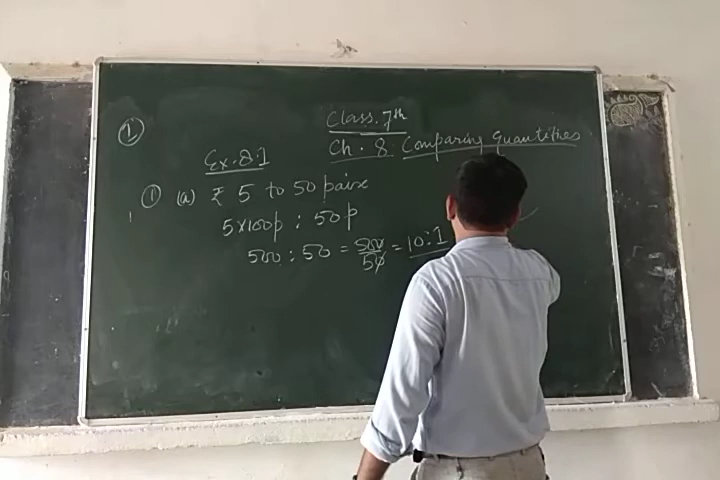 ①
Class. 7th
Ch. 8 Comparing Quantities
Ex. 8.1
① (a) ₹ 5 to 50 paise
5×100p : 50p
500 : 50 = 500/50 = 10:1